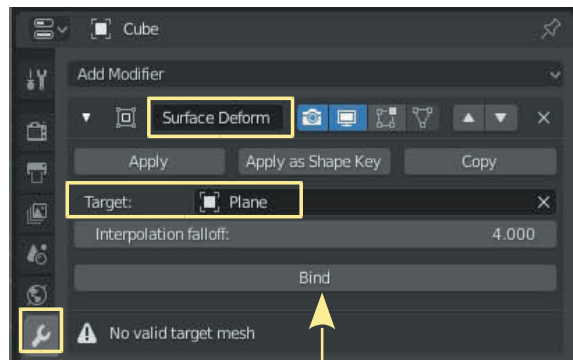 Cube
Add Modifier
Surface Deform
Apply Apply as Shape Key Copy
Target: Plane
Interpolation falloff: 4.000
Bind
No valid target mesh